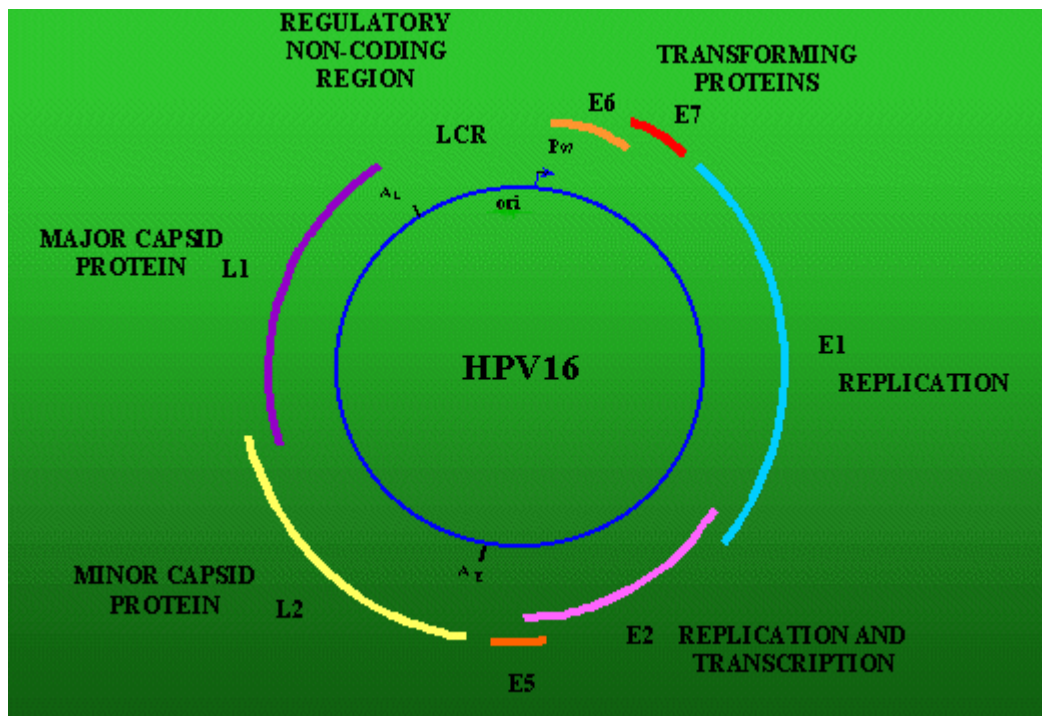 REGULATORY
NON-CODING
REGION
TRANSFORMING
PROTEINS
E6
E7
LCR
P97
AL
ori
MAJOR CAPSID
PROTEIN L1
HPV16
E1
REPLICATION
AE
MINOR CAPSID
PROTEIN L2
E2 REPLICATION AND
TRANSCRIPTION
E5